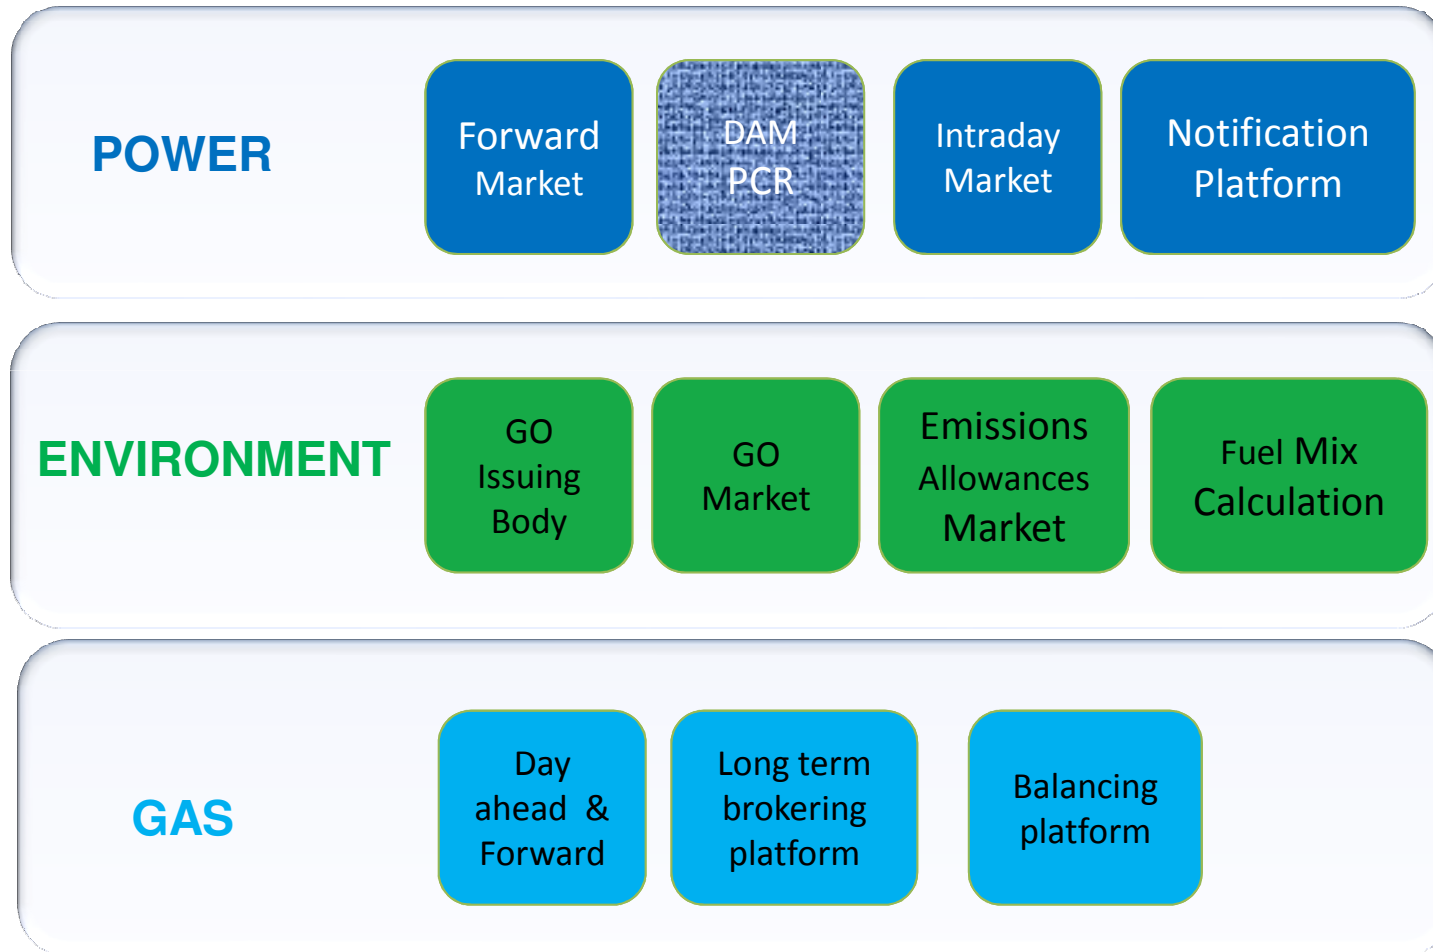 POWER
Forward
Market
DAM
PCR
Intraday
Market
Notification
Platform
ENVIRONMENT
GO
Issuing
Body
GO
Market
Emissions
Allowances
Market
Fuel Mix
Calculation
GAS
Day
ahead &
Forward
Long term
brokering
platform
Balancing
platform